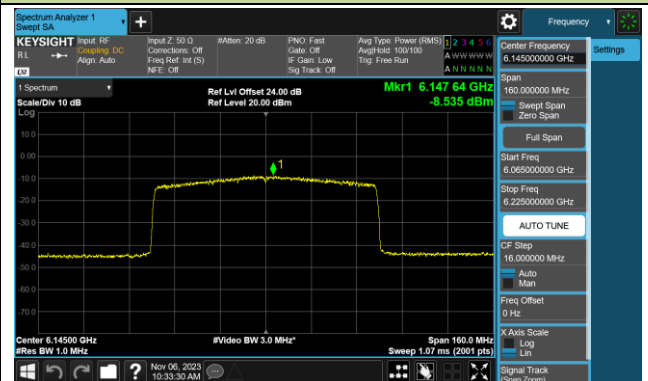 Spectrum Analyzer 1
Swept SA
+
Frequency
KEYSIGHT
Input: RF
Input Z: 50 Ω
#Atten: 20 dB
PNO: Fast
Avg Type: Power (RMS)
1 2 3 4 5 6
RL
Coupling: DC
Corrections: Off
Gate: Off
Avg|Hold: 100/100
A W W W W W
Align: Auto
Freq Ref: Int (S)
IF Gain: Low
Trig: Free Run
LXI
NFE: Off
Sig Track: Off
A N N N N N
1 Spectrum
Ref Lvl Offset 24.00 dB
Mkr1 6.147 64 GHz
Scale/Div 10 dB
Ref Level 20.00 dBm
-8.535 dBm
Log
10.0
0.00
-10.0
-20.0
-30.0
-40.0
-50.0
-60.0
-70.0
1
Center 6.14500 GHz
#Video BW 3.0 MHz*
Span 160.0 MHz
#Res BW 1.0 MHz
Sweep 1.07 ms (2001 pts)
Nov 06, 2023
10:33:30 AM
?
Center Frequency
6.145000000 GHz
Settings
Span
160.000000 MHz
Swept Span
Zero Span
Full Span
Start Freq
6.065000000 GHz
Stop Freq
6.225000000 GHz
AUTO TUNE
CF Step
16.000000 MHz
Auto
Man
Freq Offset
0 Hz
X Axis Scale
Log
Lin
Signal Track
(Span Zoom)